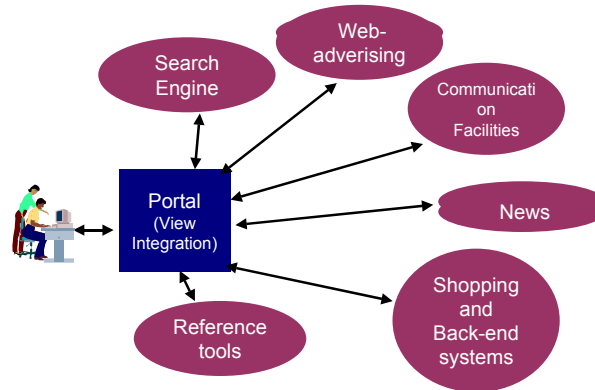 Web-
adverising
Search
Engine
Communicati
on
Facilities
Portal
(View
Integration)
News
Shopping
and
Back-end
systems
Reference
tools